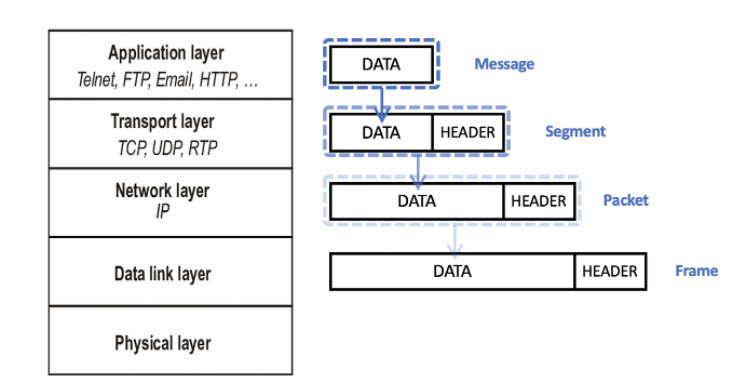 Application layer
Telnet, FTP, Email, HTTP, ...
DATA
Message
Transport layer
TCP, UDP, RTP
DATA
HEADER
Segment
Network layer
IP
DATA
HEADER
Packet
Data link layer
DATA
HEADER
Frame
Physical layer